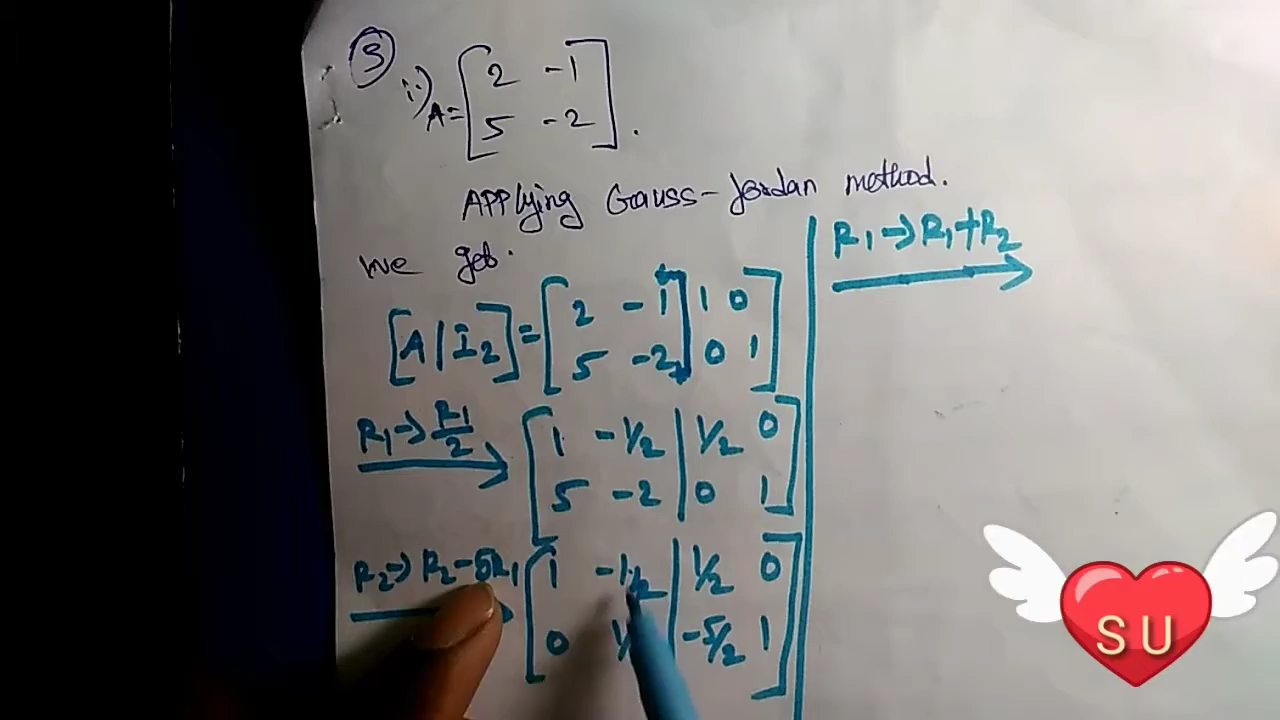 3
i) A = [ 2 -1
5 -2 ] .
Applying Gauss-Jordan method.
we get.
[A|I2] = [ 2 -1 | 1 0
5 -2 | 0 1 ]
R1 → R1/2 [ 1 -1/2 | 1/2 0
5 -2 | 0 1 ]
R2 → R2 - 5R1 [ 1 -1/2 | 1/2 0
0 | -5/2 1 ]
R1 → R1 + R2
SU